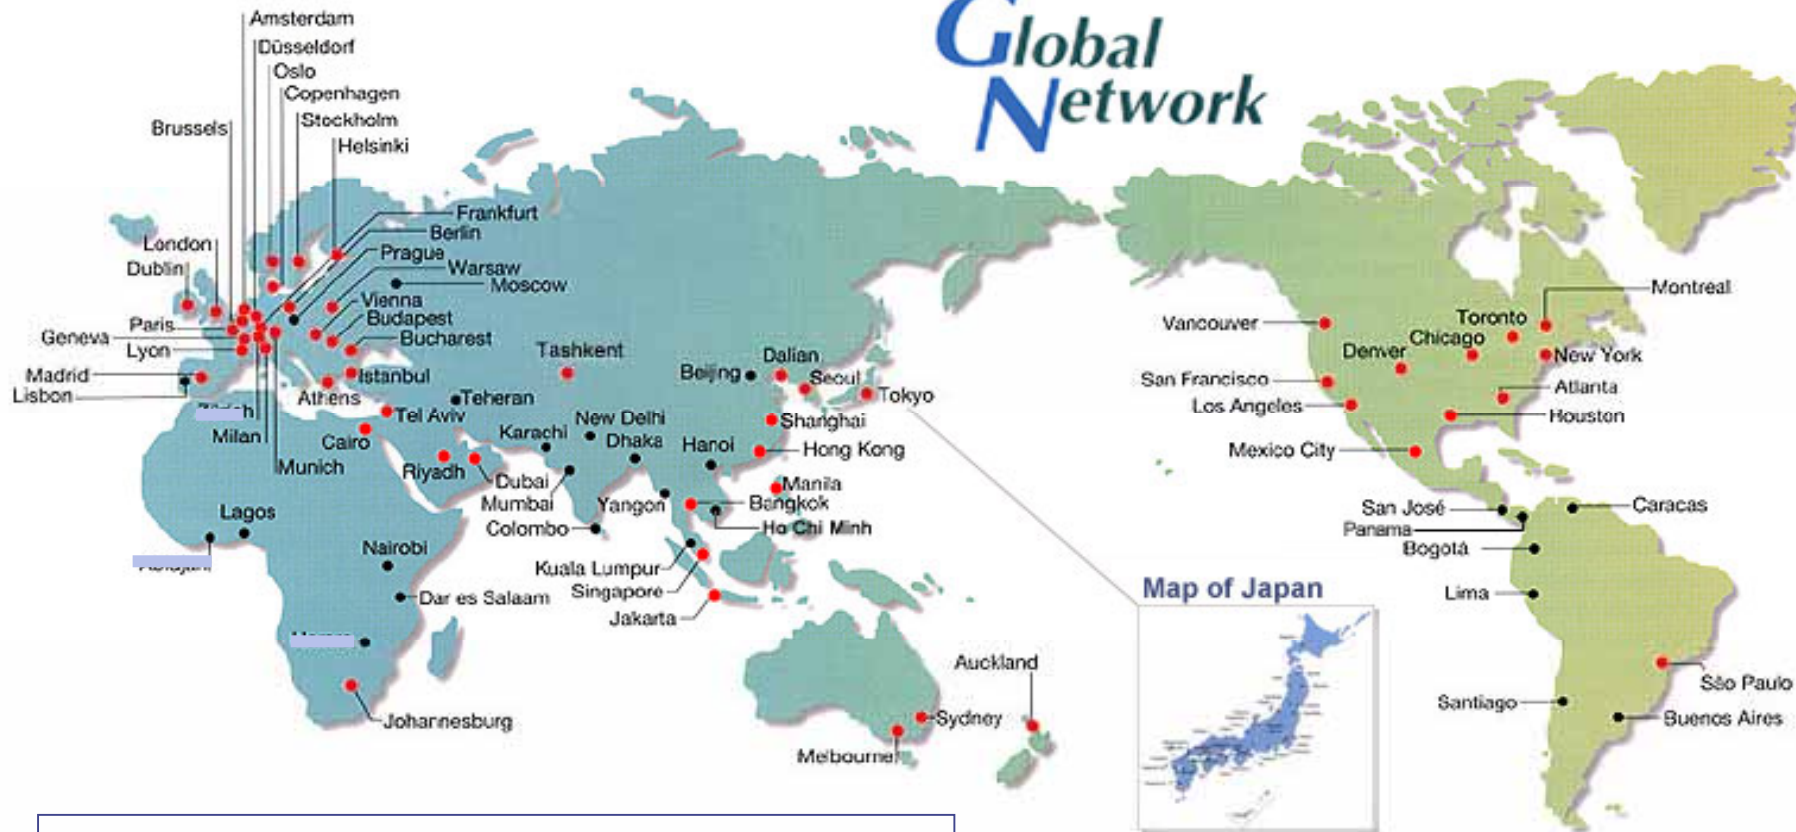 Global
Network
Amsterdam
Düsseldorf
Oslo
Copenhagen
Stockholm
Helsinki
Brussels
Frankfurt
Berlin
Prague
Warsaw
Moscow
London
Dublin
Vienna
Budapest
Bucharest
Paris
Geneva
Lyon
Madrid
Lisbon
Istanbul
Athens
Milan
Munich
Tel Aviv
Cairo
Teheran
Tashkent
Riyadh
Dubai
Karachi
New Delhi
Dhaka
Mumbai
Colombo
Yangon
Hanoi
Beijing
Dalian
Seoul
Tokyo
Shanghai
Hong Kong
Manila
Bangkok
Ho Chi Minh
Kuala Lumpur
Singapore
Jakarta
Lagos
Nairobi
Dar es Salaam
Johannesburg
Auckland
Sydney
Melbourne
Map of Japan
Vancouver
San Francisco
Los Angeles
Mexico City
Denver
Chicago
Toronto
Montreal
New York
Atlanta
Houston
San José
Panama
Bogotá
Caracas
Lima
Santiago
São Paulo
Buenos Aires